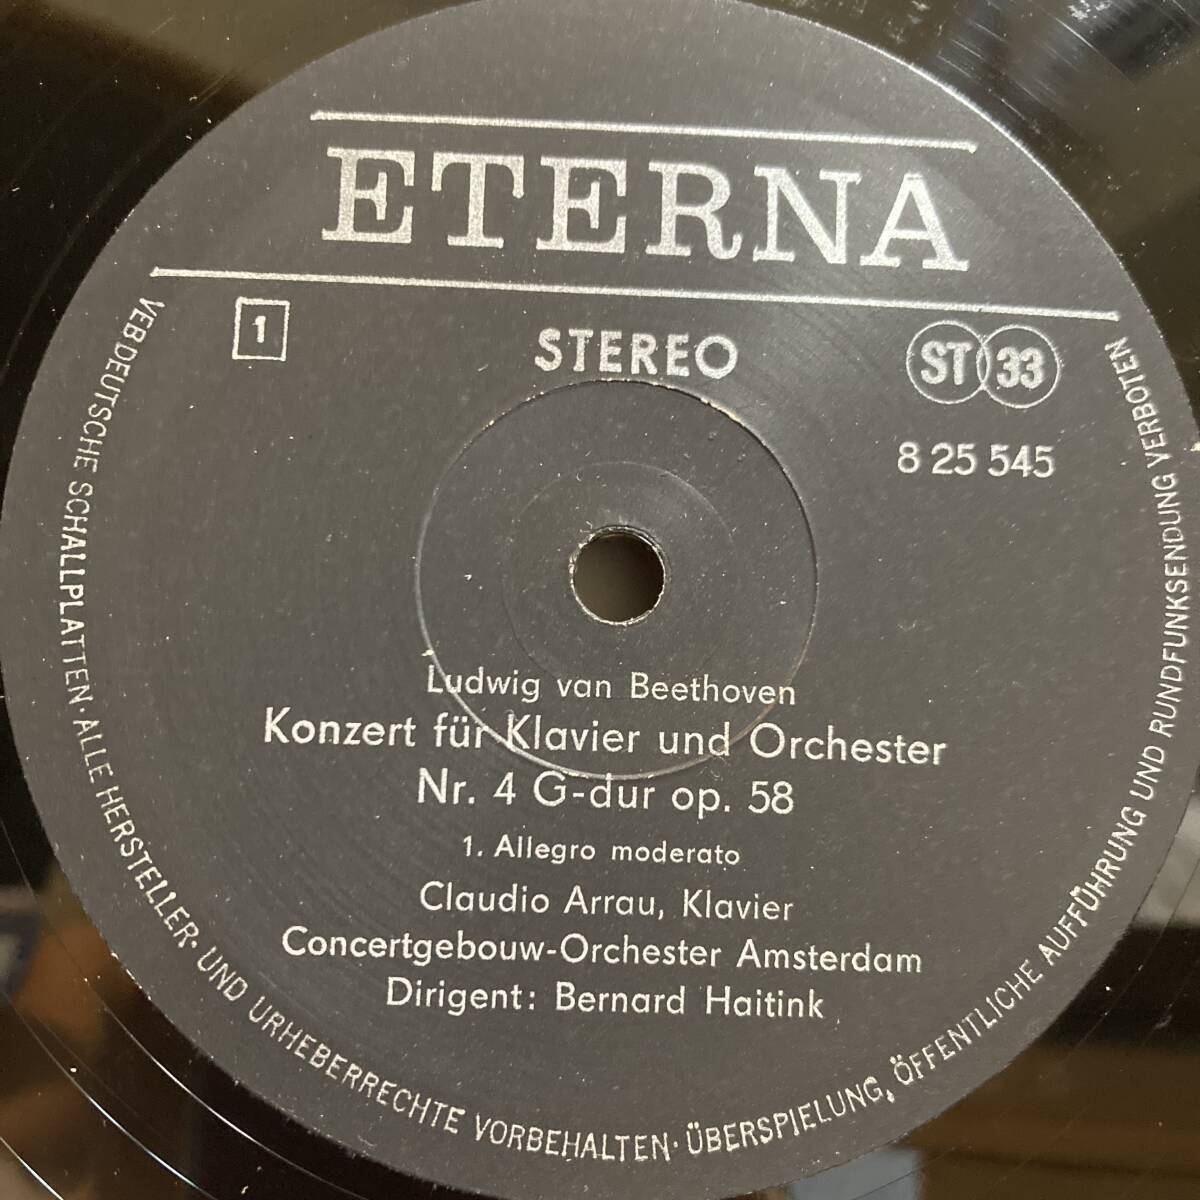 ETERNA
1
STEREO
ST 33
8 25 545
Ludwig van Beethoven
Konzert für Klavier und Orchester
Nr. 4 G-dur op. 58
1. Allegro moderato
Claudio Arrau, Klavier
Concertgebouw-Orchester Amsterdam
Dirigent: Bernard Haitink
VEB DEUTSCHE SCHALLPLATTEN · ALLE HERSTELLER- UND URHEBERRECHTE VORBEHALTEN · ÜBERSPIELUNG, ÖFFENTLICHE AUFFÜHRUNG UND RUNDFUNKSENDUNG VERBOTEN